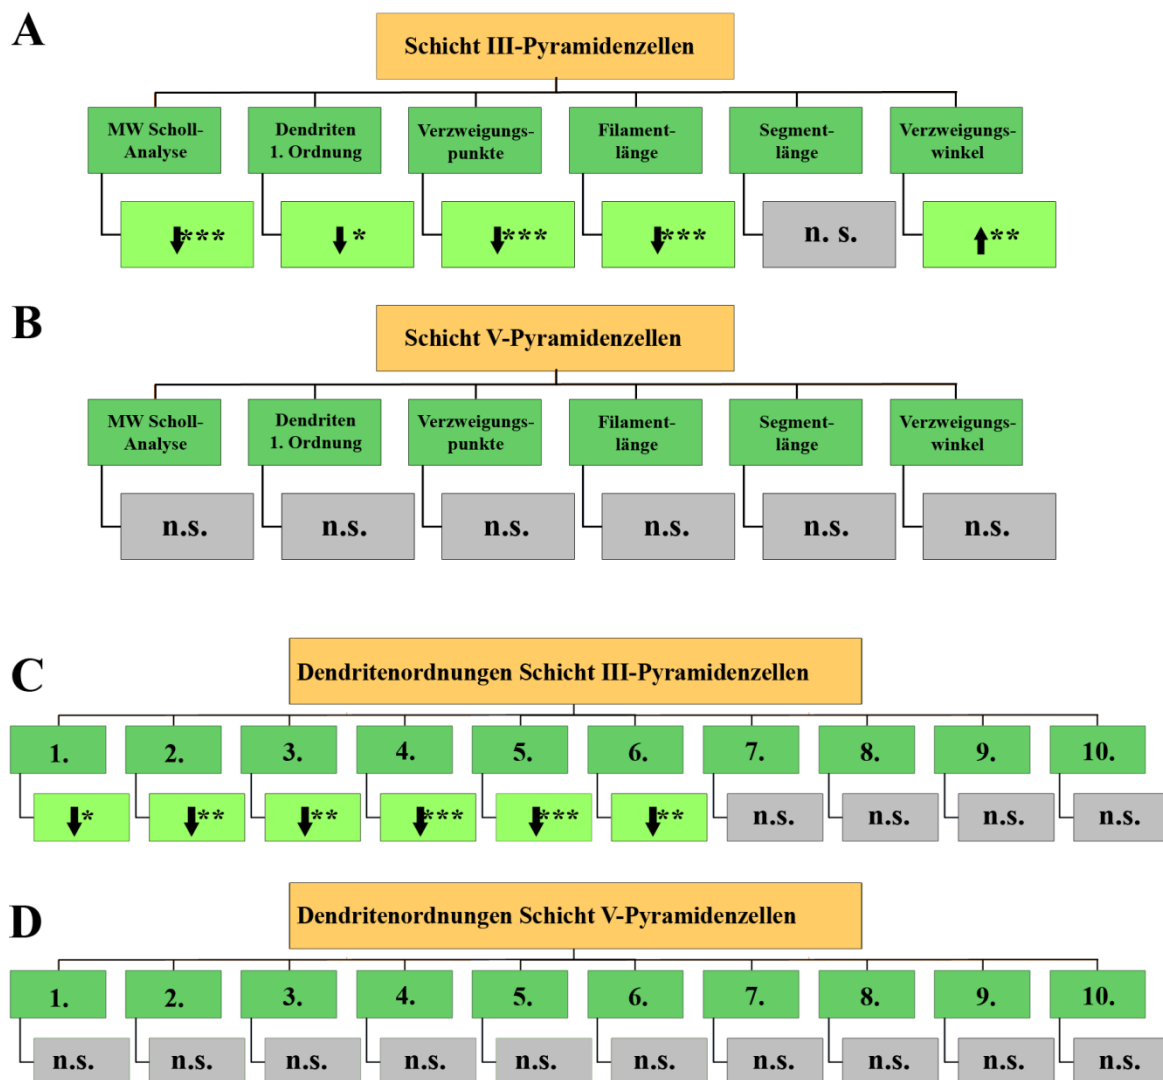 A
Schicht III-Pyramidenzellen
MW Scholl-
Analyse
Dendriten
1. Ordnung
Verzweigungs-
punkte
Filament-
länge
Segment-
länge
Verzweigungs-
winkel
***
*
***
***
n. s.
**
B
Schicht V-Pyramidenzellen
MW Scholl-
Analyse
Dendriten
1. Ordnung
Verzweigungs-
punkte
Filament-
länge
Segment-
länge
Verzweigungs-
winkel
n.s.
n.s.
n.s.
n.s.
n.s.
n.s.
C
Dendritenordnungen Schicht III-Pyramidenzellen
1.
2.
3.
4.
5.
6.
7.
8.
9.
10.
*
**
**
***
***
**
n.s.
n.s.
n.s.
n.s.
D
Dendritenordnungen Schicht V-Pyramidenzellen
1.
2.
3.
4.
5.
6.
7.
8.
9.
10.
n.s.
n.s.
n.s.
n.s.
n.s.
n.s.
n.s.
n.s.
n.s.
n.s.